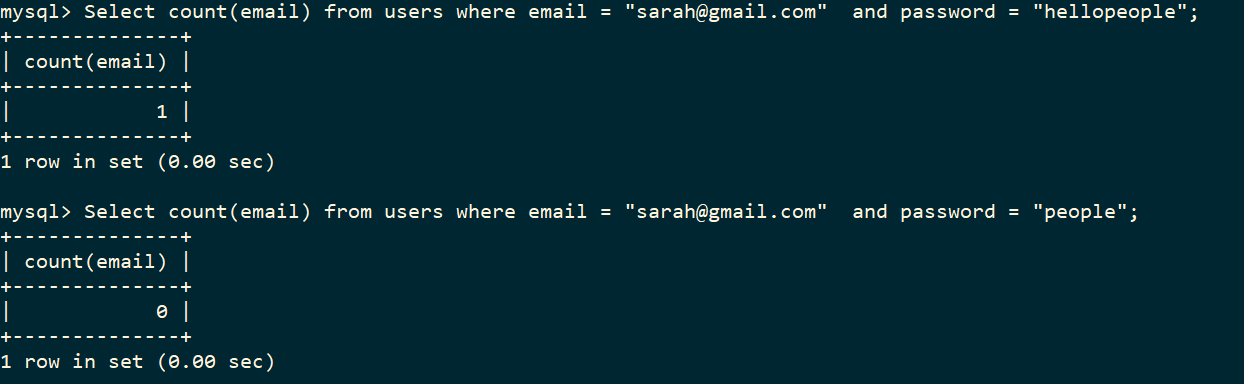 mysql> Select count(email) from users where email = "sarah@gmail.com"  and password = "hellopeople";
+--------------+
| count(email) |
+--------------+
|            1 |
+--------------+
1 row in set (0.00 sec)

mysql> Select count(email) from users where email = "sarah@gmail.com"  and password = "people";
+--------------+
| count(email) |
+--------------+
|            0 |
+--------------+
1 row in set (0.00 sec)